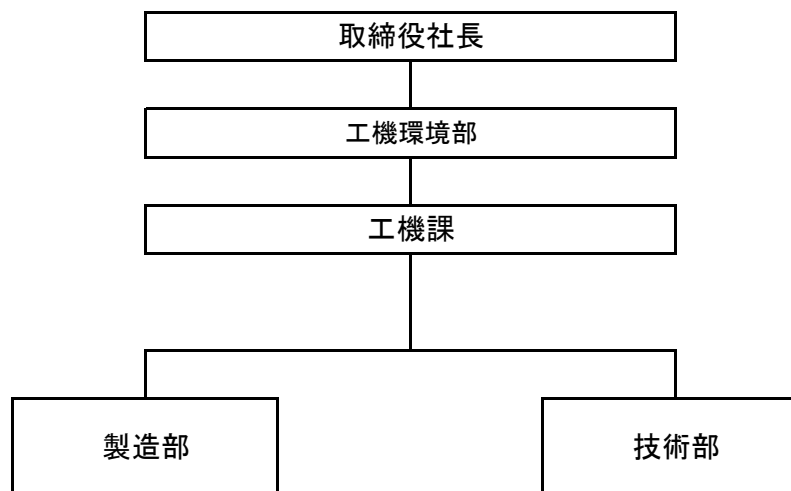 取締役社長
工機環境部
工機課
製造部
技術部